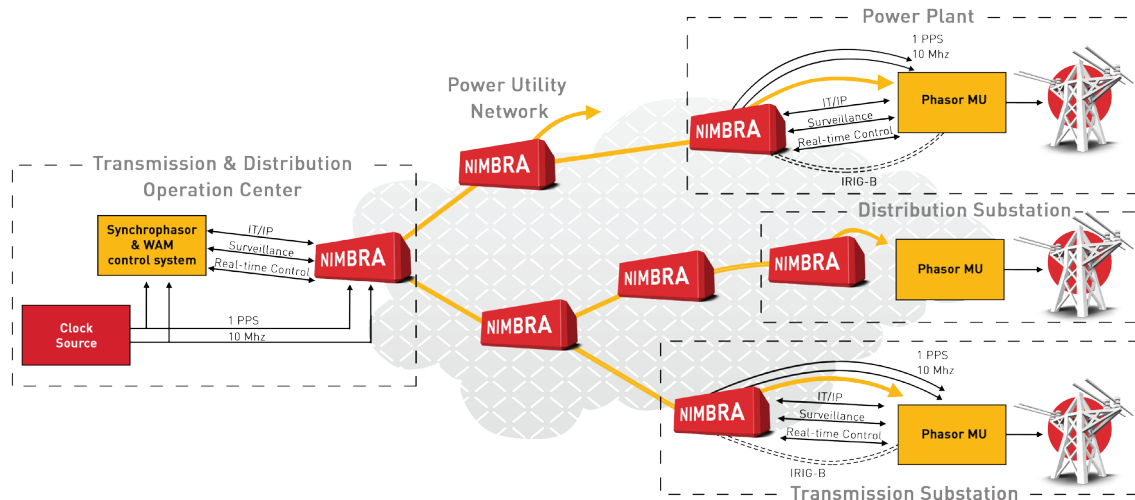 Power Plant
1 PPS
10 Mhz
Phasor MU
IT/IP
Surveillance
Real-time Control
NIMBRA
IRIG-B
Power Utility
Network
NIMBRA
Transmission & Distribution
Operation Center
Synchrophasor
& WAM
control system
IT/IP
Surveillance
Real-time Control
NIMBRA
Clock
Source
1 PPS
10 Mhz
Distribution Substation
NIMBRA
NIMBRA
NIMBRA
Phasor MU
1 PPS
10 Mhz
NIMBRA
IT/IP
Surveillance
Real-time Control
Phasor MU
IRIG-B
Transmission Substation